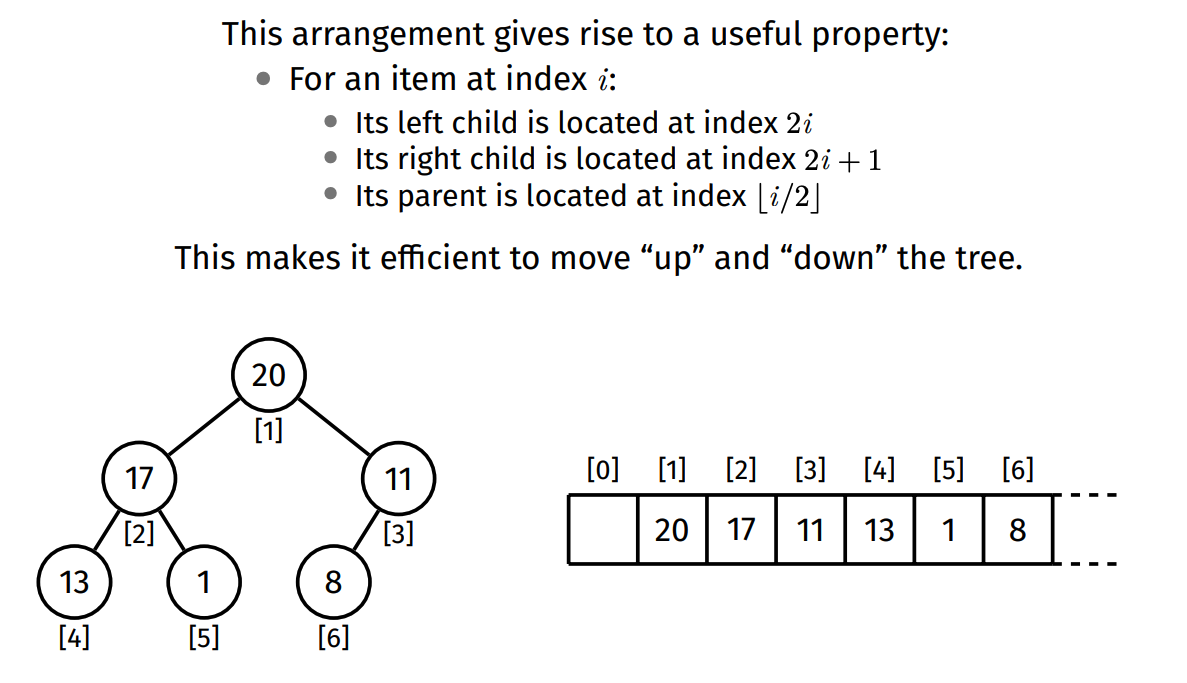 This arrangement gives rise to a useful property:
• For an item at index i:
• Its left child is located at index 2i
• Its right child is located at index 2i + 1
• Its parent is located at index ⌊i/2⌋
This makes it efficient to move “up” and “down” the tree.
20
[1]
17
11
[2]
[3]
13
1
8
[4]
[5]
[6]
[0] [1] [2] [3] [4] [5] [6]
20 17 11 13 1 8